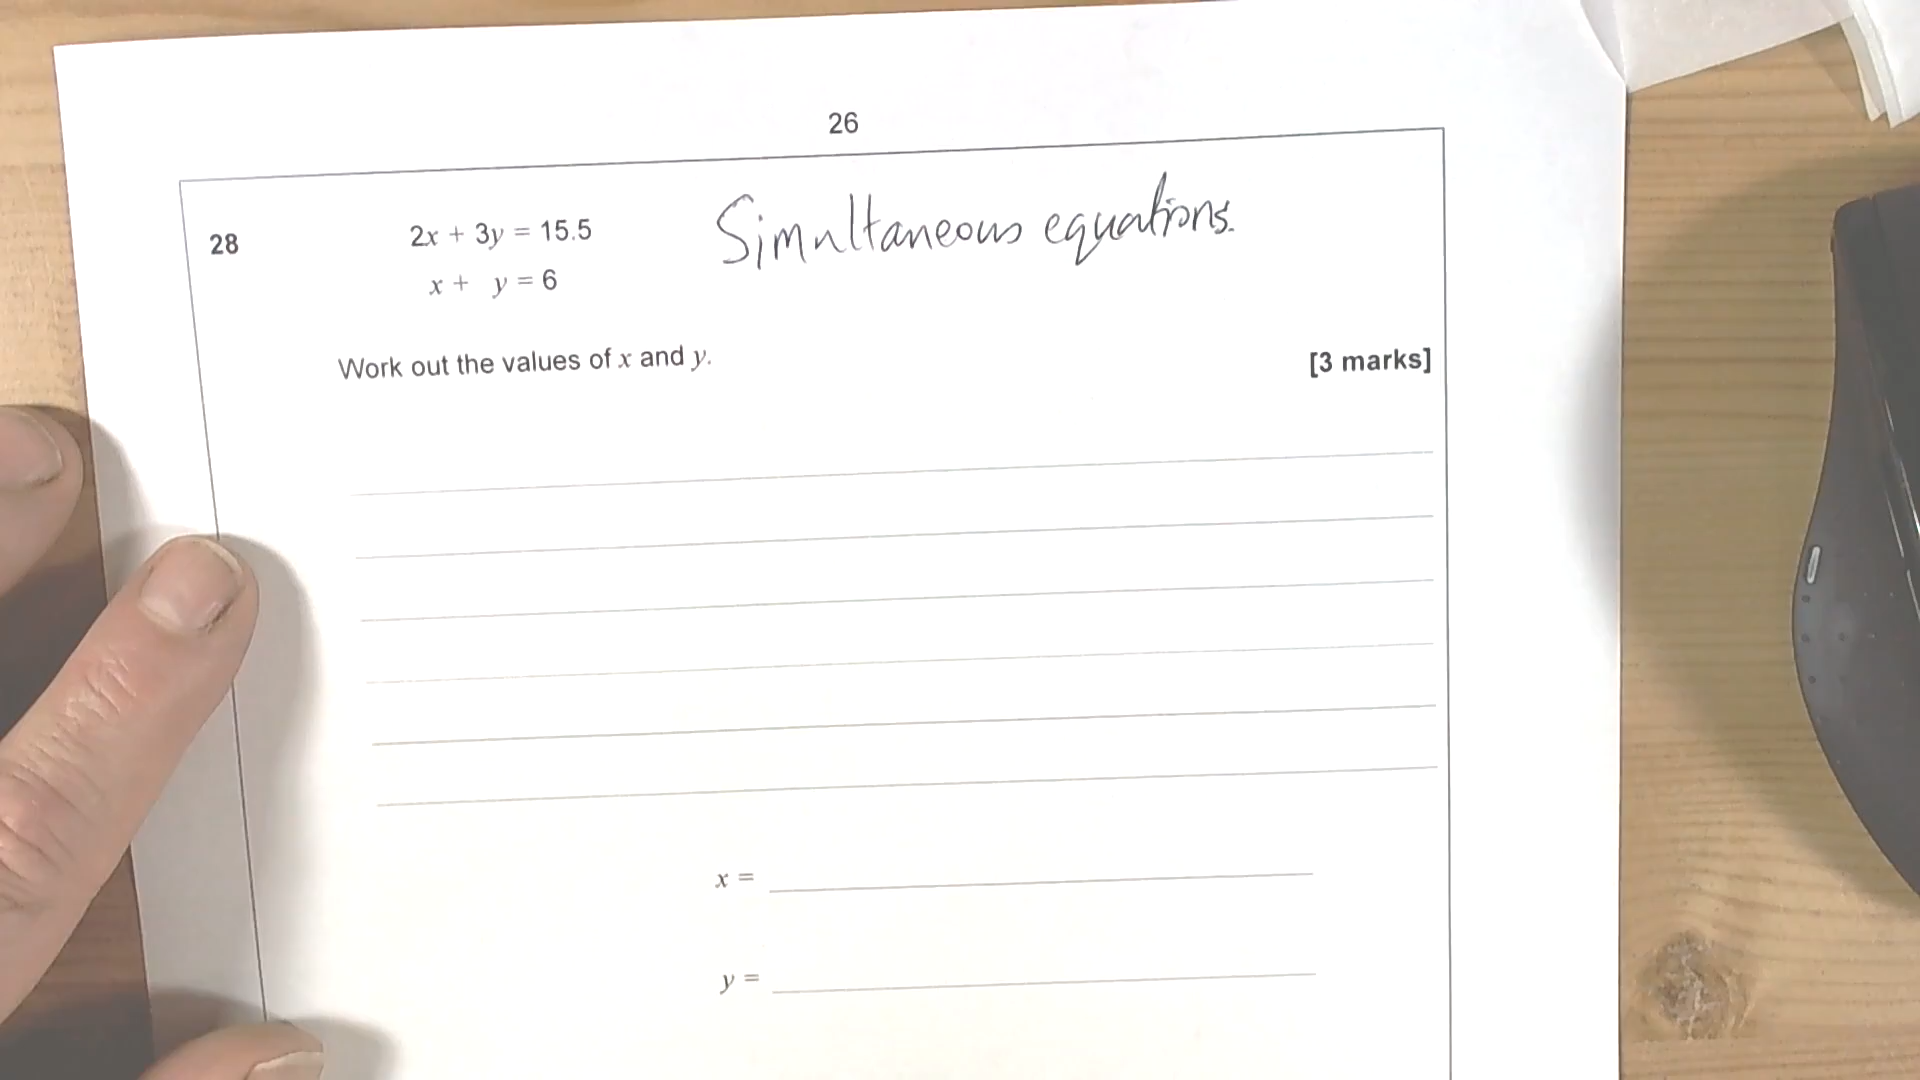 26
28
2x + 3y = 15.5
Simultaneous equations.
x + y = 6
Work out the values of x and y.
[3 marks]
x =
y =